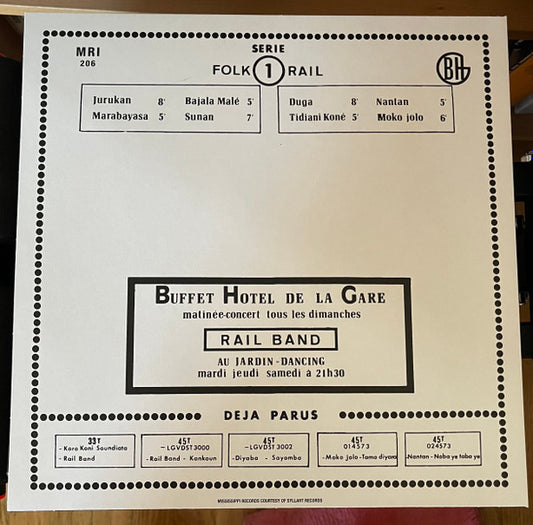 MRI
206
SERIE
FOLK 1 RAIL
BH
Jurukan 8' Bajala Malé 5'
Marabayasa 5' Sunan 7'
Duga 8' Nantan 5'
Tidiani Koné 5' Moko jolo 6'
BUFFET HOTEL DE LA GARE
matinée-concert tous les dimanches
RAIL BAND
AU JARDIN-DANCING
mardi jeudi samedi à 21h30
DEJA PARUS
33T
- Koro Koni Soundiata
- Rail Band
45T
-LGVDST3000
-Rail Band - Kankoun
45T
-LGVDST 3002
-Diyaba - Sayombo
45T
014573
-Moko jolo-Tamo diyara
45T
024573
-Nantan-Naba ye taba ye
MISSISSIPPI RECORDS COURTESY OF SYLLART RECORDS